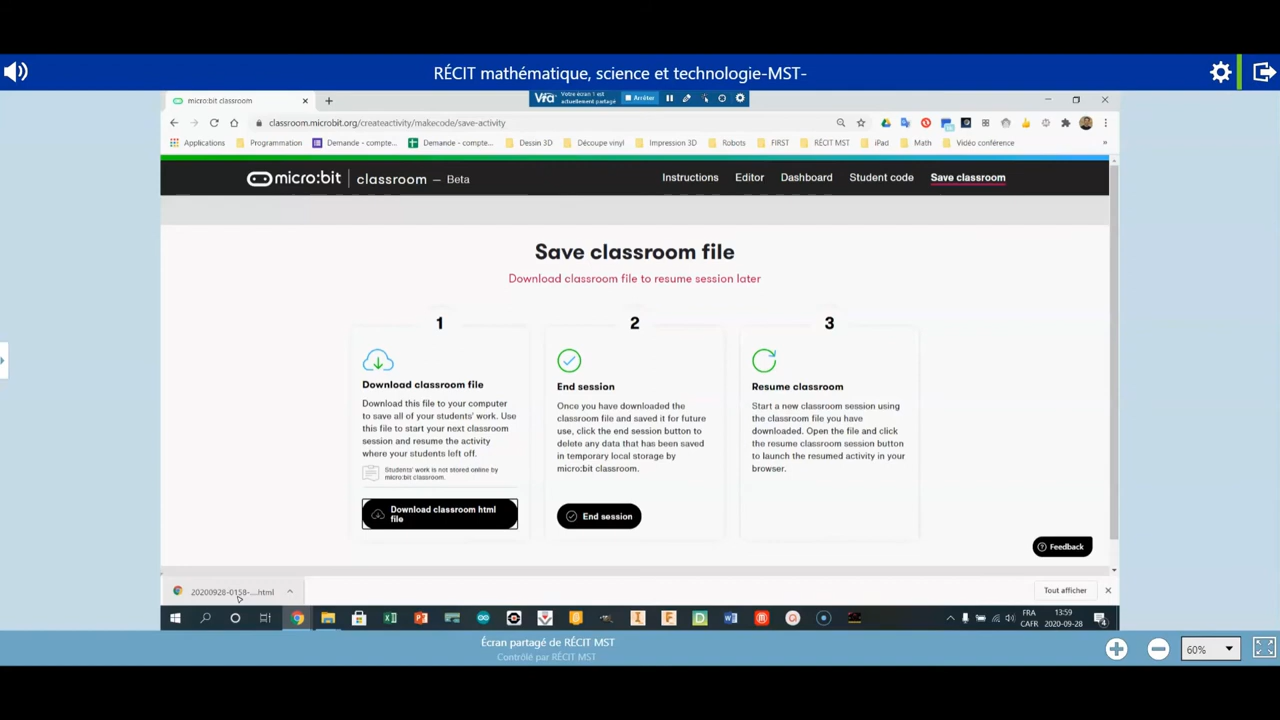 RÉCIT mathématique, science et technologie-MST-
micro:bit classroom
Via
Votre écran 1 est
actuellement partagé
Arrêter
classroom.microbit.org/createactivity/makecode/save-activity
Applications Programmation Demande - compte... Demande - compte... Dessin 3D Découpe vinyl Impression 3D Robots FIRST RÉCIT MST iPad Math Vidéo conférence »
micro:bit classroom – Beta Instructions Editor Dashboard Student code Save classroom
Save classroom file
Download classroom file to resume session later
1
Download classroom file
Download this file to your computer
to save all of your students' work. Use
this file to start your next classroom
session and resume the activity
where your students left off.
Students' work is not stored online by
micro:bit classroom.
Download classroom html
file
2
End session
Once you have downloaded the
classroom file and saved it for future
use, click the end session button to
delete any data that has been saved
in temporary local storage by
micro:bit classroom.
End session
3
Resume classroom
Start a new classroom session using
the classroom file you have
downloaded. Open the file and click
the resume classroom session button
to launch the resumed activity in your
browser.
Feedback
20200928-0158-....html
Tout afficher
FRA
CAFR
13:59
2020-09-28
Écran partagé de RÉCIT MST
Contrôlé par RÉCIT MST
60%